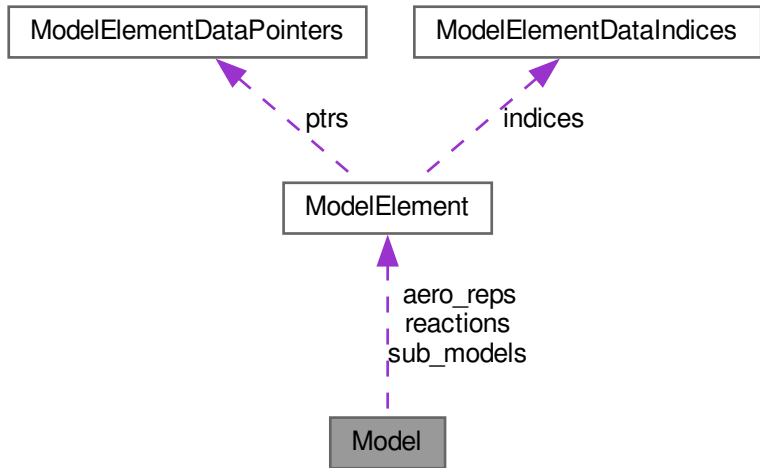 ModelElementDataPointers
ModelElementDataIndices
ptrs
indices
ModelElement
aero_reps
reactions
sub_models
Model